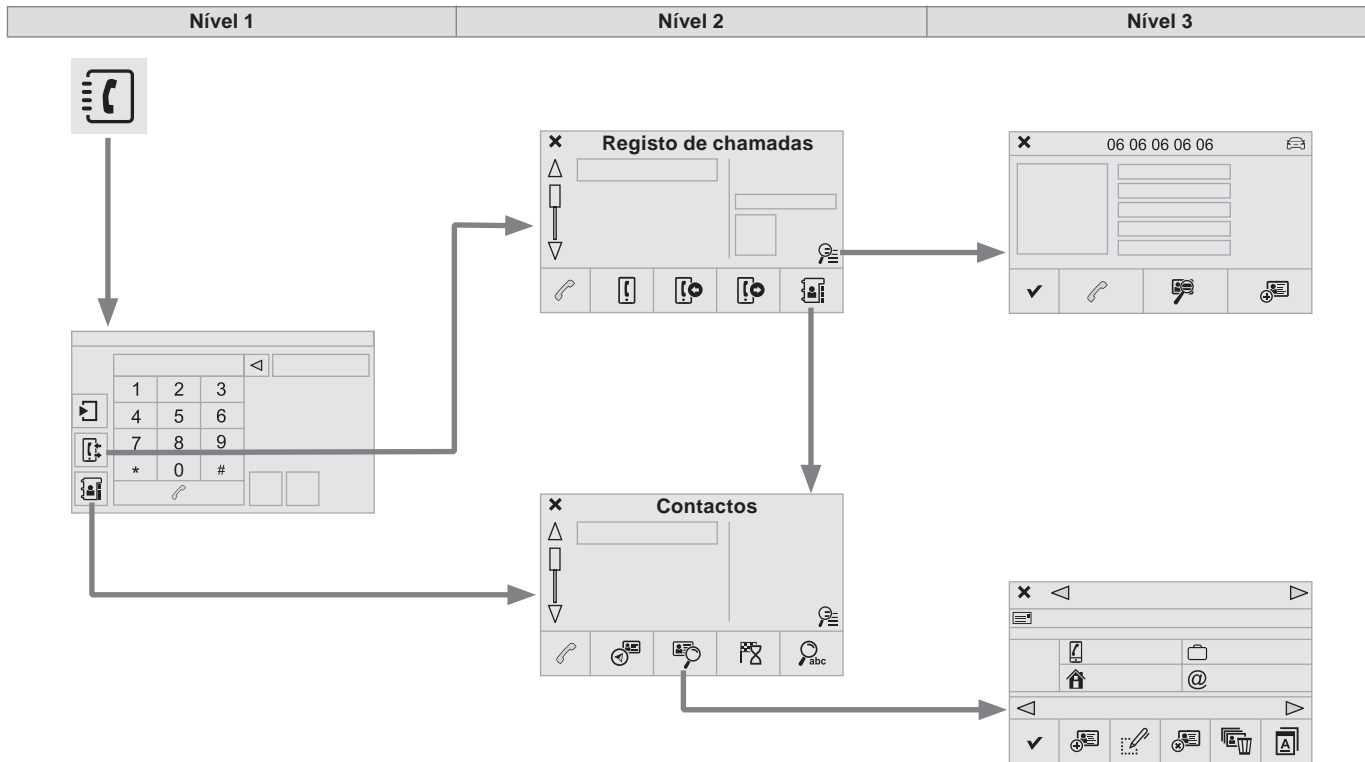 Nível 1 Nível 2 Nível 3
Registo de chamadas
06 06 06 06 06
1 2 3
4 5 6
7 8 9
* 0 #
Contactos
abc
@
A